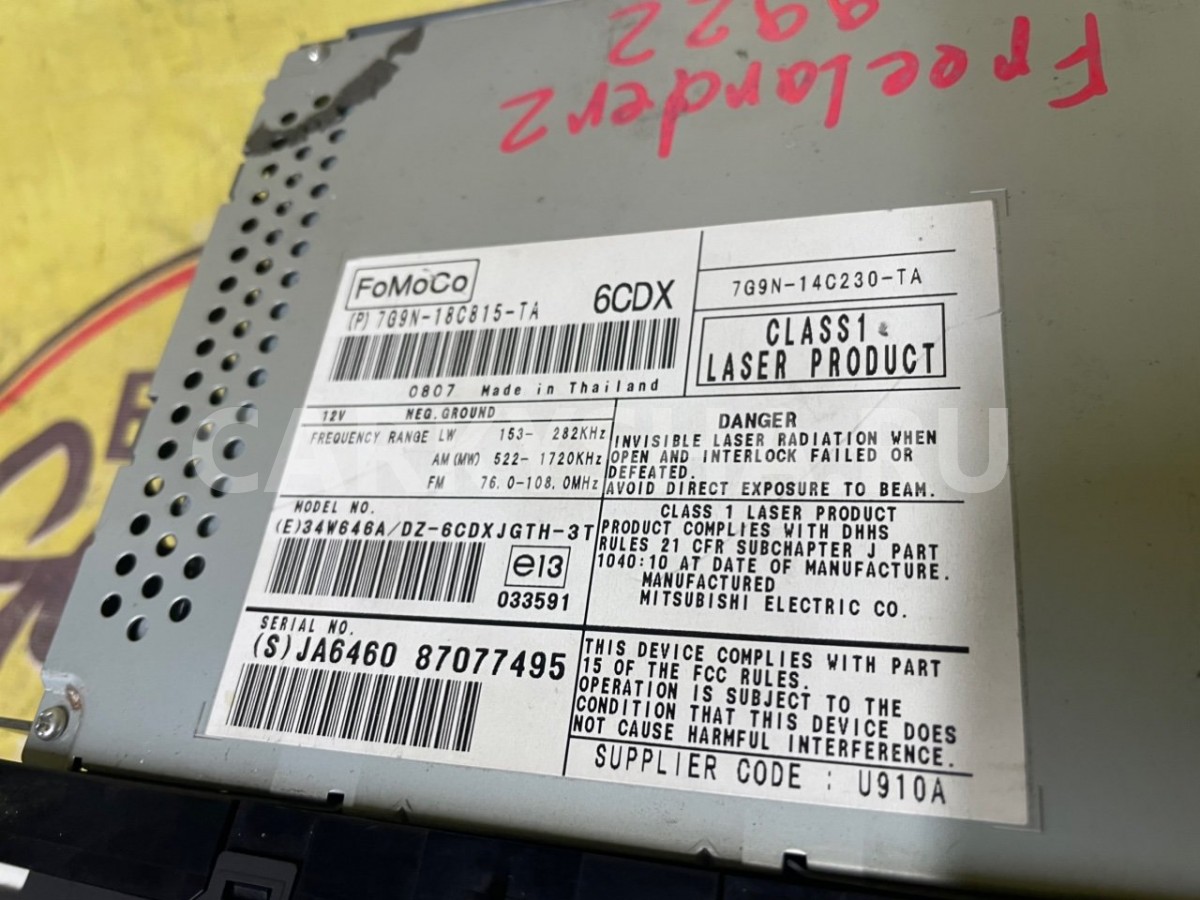 Freelander2
9922
FoMoCo
(P) 7G9N-18C815-TA
6CDX
0807 Made in Thailand
7G9N-14C230-TA
CLASS1
LASER PRODUCT
12V NEG. GROUND
FREQUENCY RANGE LW 153- 282KHz
AM (MW) 522- 1720KHz
FM 76.0-108.0MHz
DANGER
INVISIBLE LASER RADIATION WHEN
OPEN AND INTERLOCK FAILED OR
DEFEATED.
AVOID DIRECT EXPOSURE TO BEAM.
MODEL NO.
(E)34W646A/DZ-6CDXJGTH-3T
e13
033591
CLASS 1 LASER PRODUCT
PRODUCT COMPLIES WITH DHHS
RULES 21 CFR SUBCHAPTER J PART
1040:10 AT DATE OF MANUFACTURE.
MANUFACTURED
MITSUBISHI ELECTRIC CO.
SERIAL NO.
(S)JA6460 87077495
THIS DEVICE COMPLIES WITH PART
15 OF THE FCC RULES.
OPERATION IS SUBJECT TO THE
CONDITION THAT THIS DEVICE DOES
NOT CAUSE HARMFUL INTERFERENCE.
SUPPLIER CODE : U910A